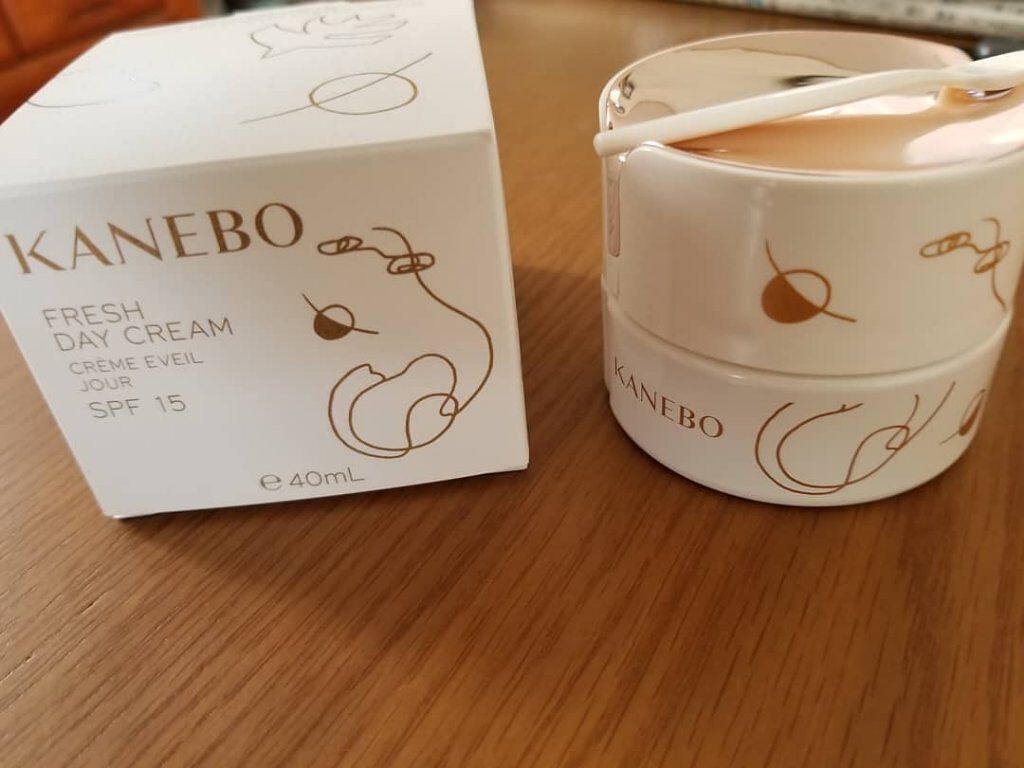 KANEBO
FRESH
DAY CREAM
CRÈME EVEIL
JOUR
SPF 15
℮ 40mL
KANEBO